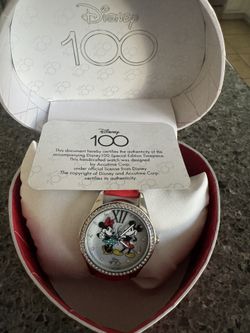 Disney
100
Disney
100
This document hereby certifies the authenticity of the
accompanying Disney100 Special Edition Timepiece.
This handcrafted watch was designed
by Accutime Corp.
under official license from Disney
The copyright of Disney and Accutime Corp.
certifies its authenticity.
XII